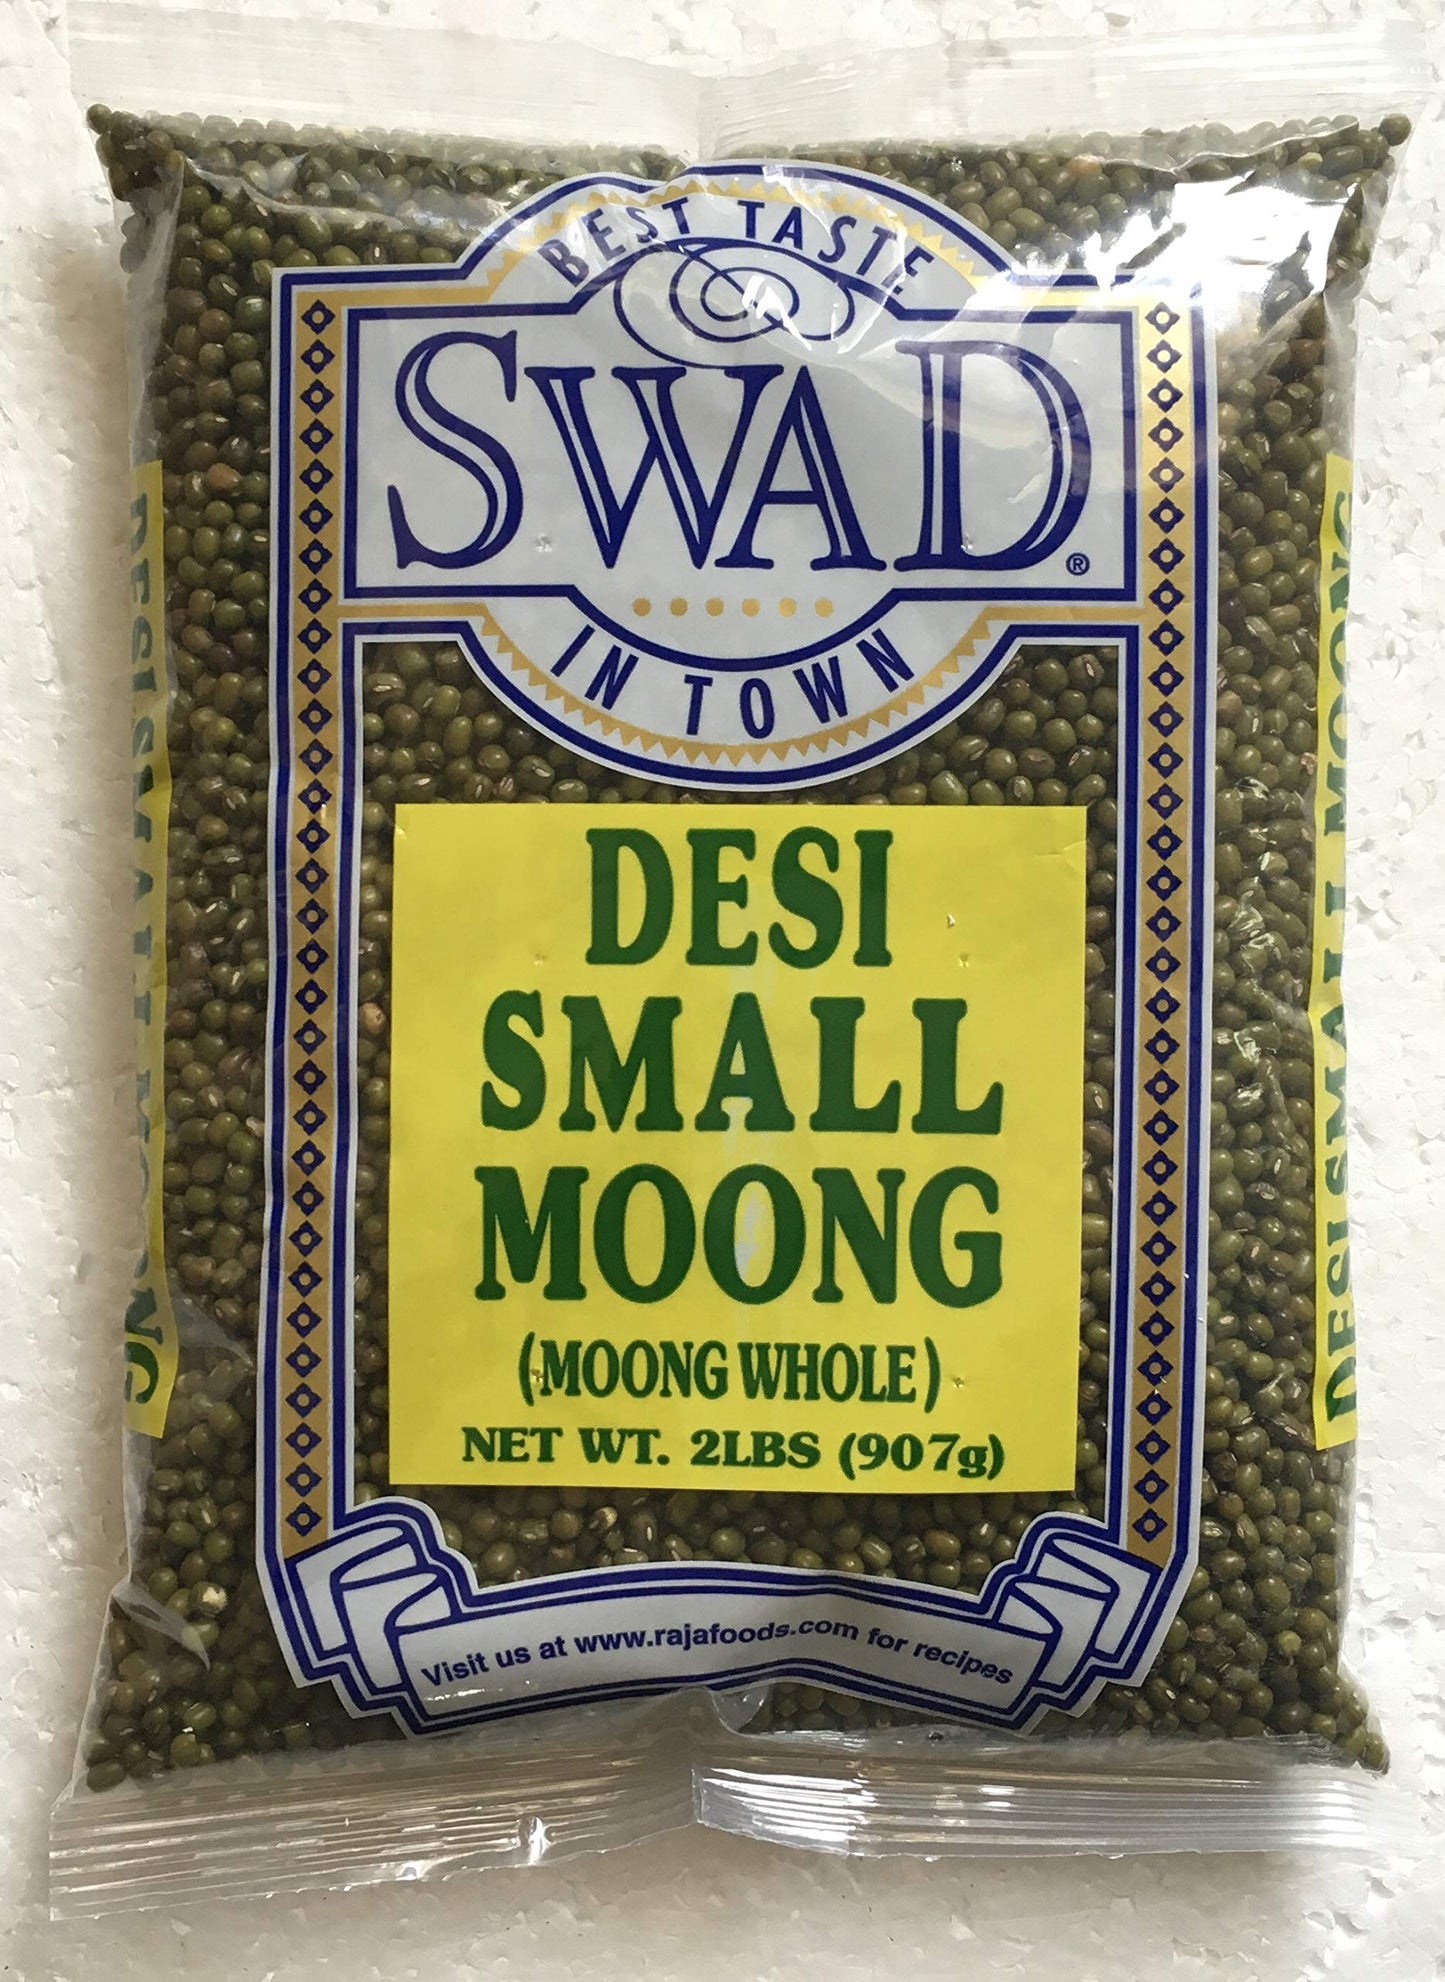 BEST TASTE
SWAD®
IN TOWN
DESI
SMALL
MOONG
(MOONG WHOLE)
NET WT. 2LBS (907g)
Visit us at www.rajafoods.com for recipes
DESI SMALL MOONG
DESI SMALL MOONG